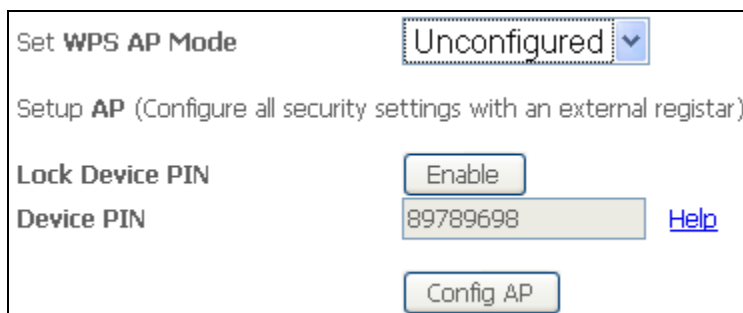 Set WPS AP Mode Unconfigured
Setup AP (Configure all security settings with an external registar)
Lock Device PIN Enable
Device PIN 89789698 Help
Config AP